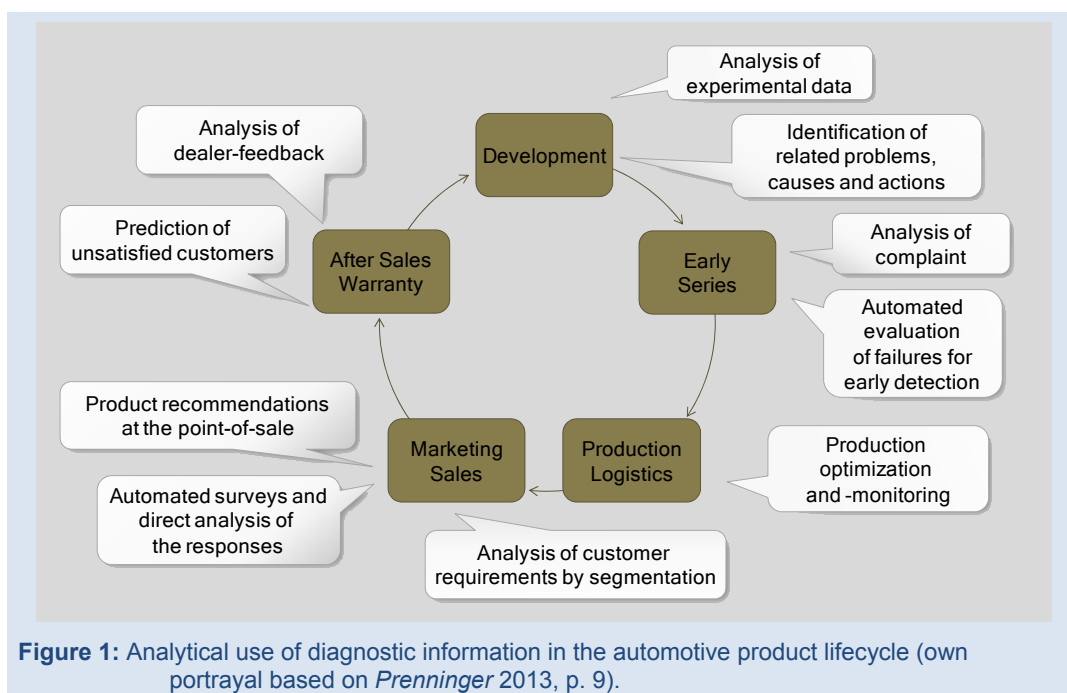 Analysis of
experimental data
Analysis of
dealer-feedback
Development
Identification of
related problems,
causes and actions
Prediction of
unsatisfied customers
After Sales
Warranty
Early
Series
Analysis of
complaint
Automated
evaluation
of failures for
early detection
Product recommendations
at the point-of-sale
Marketing
Sales
Production
Logistics
Production
optimization
and -monitoring
Automated surveys and
direct analysis of
the responses
Analysis of customer
requirements by segmentation
Figure 1: Analytical use of diagnostic information in the automotive product lifecycle (own
portrayal based on Prenninger 2013, p. 9).